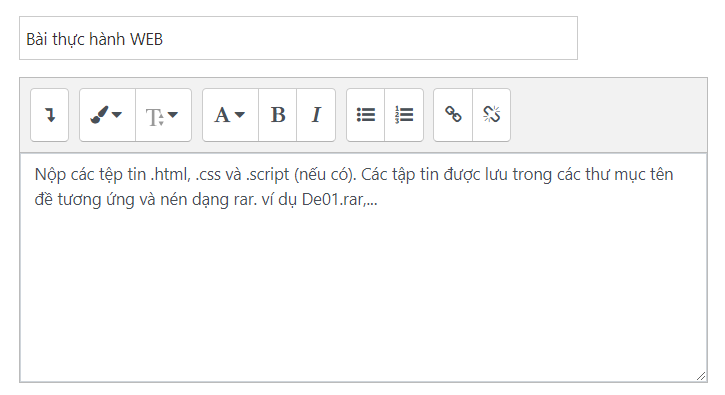 Bài thực hành WEB
A B I
Nộp các tệp tin .html, .css và .script (nếu có). Các tập tin được lưu trong các thư mục tên
đề tương ứng và nén dạng rar. ví dụ De01.rar,...